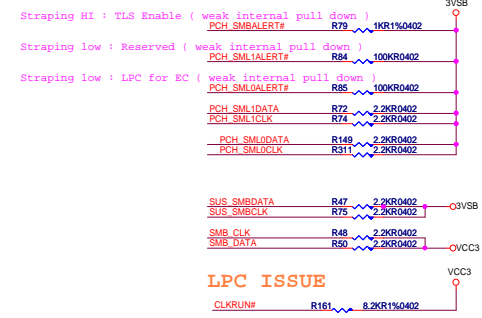 3VSB
Straping HI : TLS Enable ( weak internal pull down )
PCH_SMBALERT# R79 1KR1%0402
Straping low : Reserved ( weak internal pull down )
PCH_SML1ALERT# R84 100KR0402
Straping low : LPC for EC ( weak internal pull down )
PCH_SML0ALERT# R85 100KR0402
PCH_SML1DATA R72 2.2KR0402
PCH_SML1CLK R74 2.2KR0402
PCH_SML0DATA R149 2.2KR0402
PCH_SML0CLK R311 2.2KR0402
SUS_SMBDATA R47 2.2KR0402
3VSB
SUS_SMBCLK R75 2.2KR0402
SMB_CLK R48 2.2KR0402
SMB_DATA R50 2.2KR0402
VCC3
LPC ISSUE
VCC3
CLKRUN# R161 8.2KR1%0402